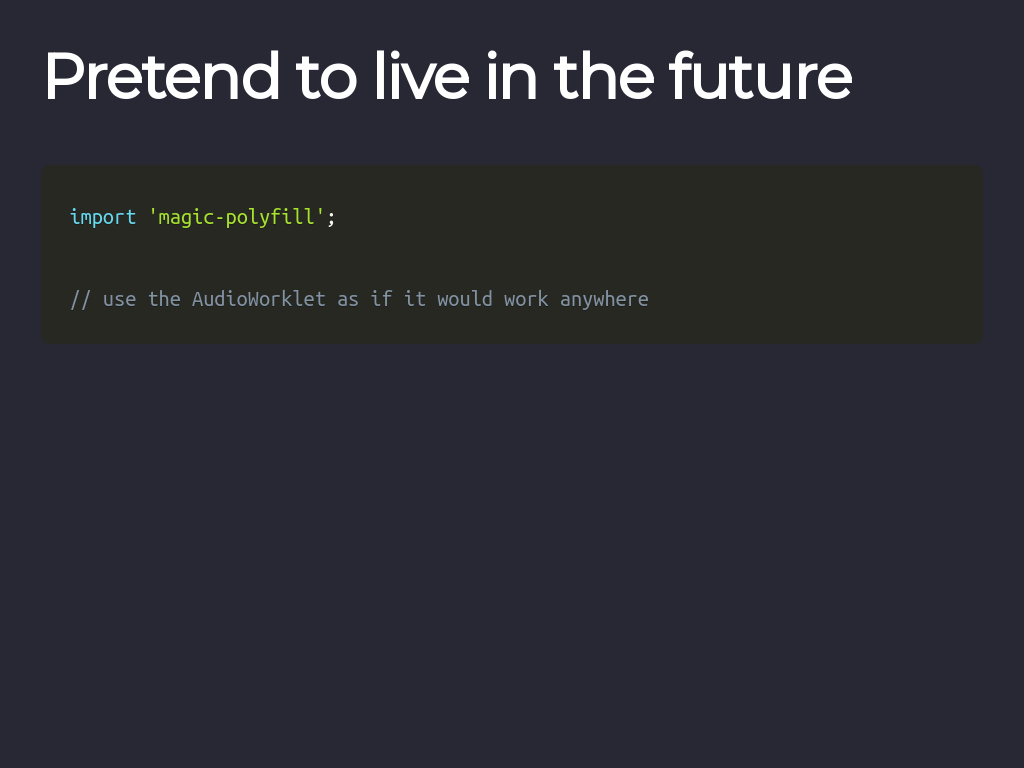 Pretend to live in the future
import 'magic-polyfill';
// use the AudioWorklet as if it would work anywhere